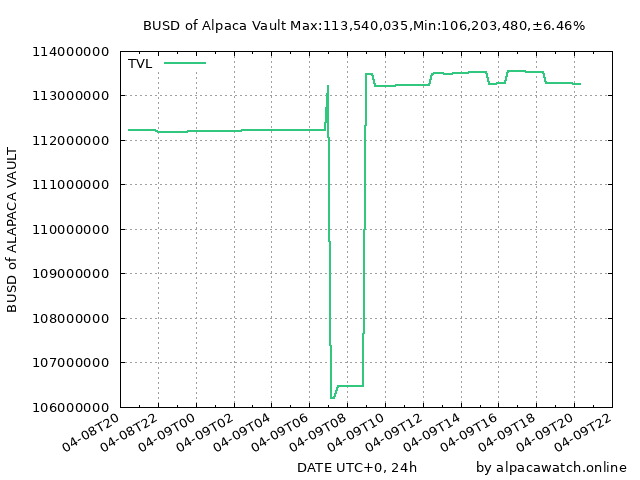 BUSD of Alpaca Vault Max:113,540,035,Min:106,203,480,±6.46%
TVL
114000000
113000000
112000000
111000000
110000000
109000000
108000000
107000000
106000000
BUSD of ALAPACA VAULT
04-08T20
04-08T22
04-09T00
04-09T02
04-09T04
04-09T06
04-09T08
04-09T10
04-09T12
04-09T14
04-09T16
04-09T18
04-09T20
04-09T22
DATE UTC+0, 24h
by alpacawatch.online